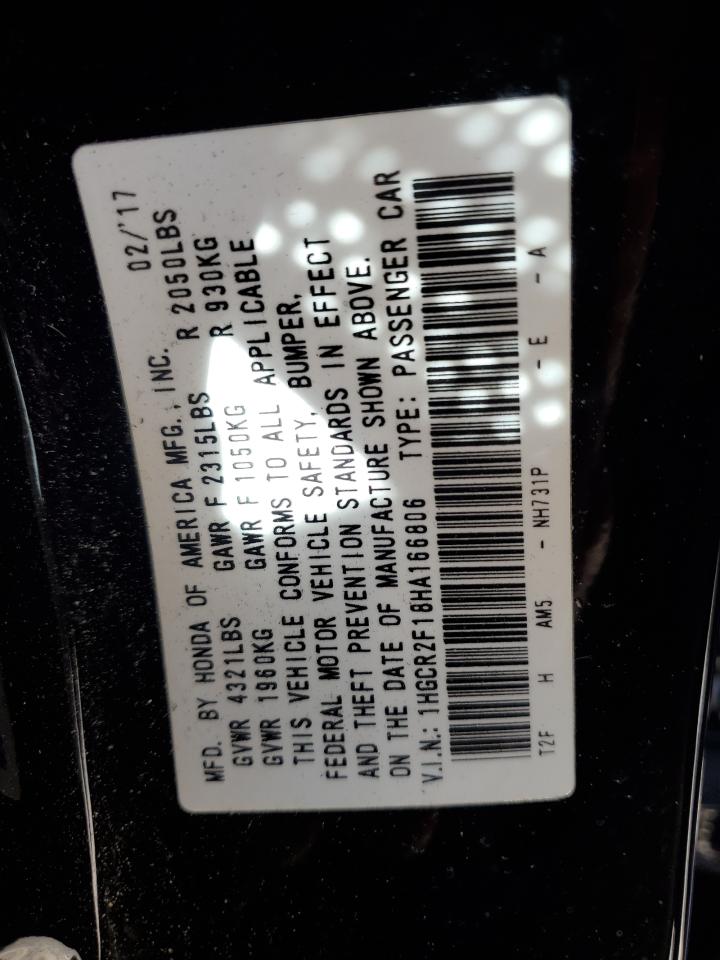 MFD. BY HONDA OF AMERICA MFG., INC. 02/'17
GVWR 4321LBS GAWR F 2315LBS R 2050LBS
GVWR 1960KG GAWR F 1050KG R 930KG
THIS VEHICLE CONFORMS TO ALL APPLICABLE
FEDERAL MOTOR VEHICLE SAFETY, BUMPER,
AND THEFT PREVENTION STANDARDS IN EFFECT
ON THE DATE OF MANUFACTURE SHOWN ABOVE.
V.I.N.: 1HGCR2F18HA166806 TYPE: PASSENGER CAR
T2F H AM5 - NH731P - E - A